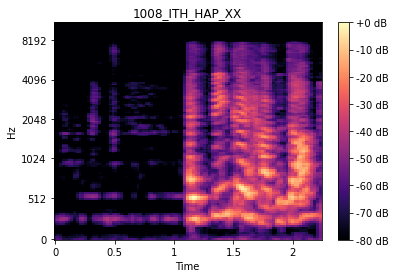 1008_ITH_HAP_XX
+0 dB
8192
-10 dB
4096
-20 dB
-30 dB
2048
-40 dB
Hz
1024
-50 dB
512
-60 dB
-70 dB
0
-80 dB
0 0.5 1 1.5 2
Time